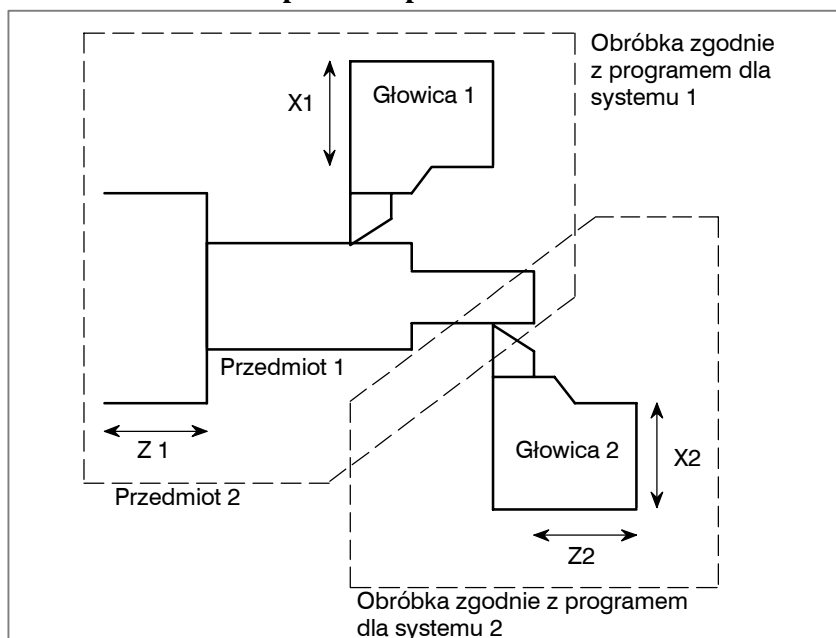 Obróbka zgodnie
z programem dla
systemu 1
X1
Głowica 1
Przedmiot 1
Z 1
Głowica 2
X2
Przedmiot 2
Z2
Obróbka zgodnie z programem
dla systemu 2